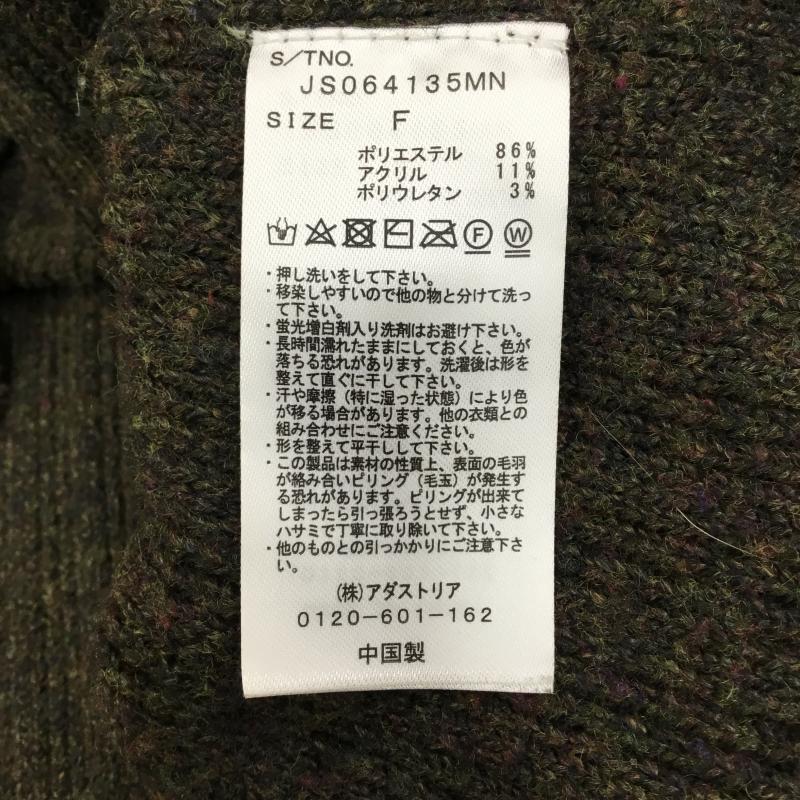 S/TNO.
JS064135MN
SIZE F
ポリエステル 86%
アクリル 11%
ポリウレタン 3%
F W
・押し洗いをして下さい。
・移染しやすいので他の物と分けて洗っ
て下さい。
・蛍光増白剤入り洗剤はお避け下さい。
・長時間濡れたままにしておくと、色が
落ちる恐れがあります。洗濯後は形を
整えて直ぐに干して下さい。
・汗や摩擦（特に湿った状態）により色
が移る場合があります。他の衣類との
組み合わせにご注意ください。
・形を整えて平干しして下さい。
・この製品は素材の性質上、表面の毛羽
が絡み合いピリング（毛玉）が発生す
る恐れがあります。ピリングが出来て
しまったら引っ張ろうとせず、小さな
ハサミで丁寧に取り除いて下さい。
・他のものとの引っかかりにご注意下さ
い。
（株）アダストリア
0120-601-162
中国製